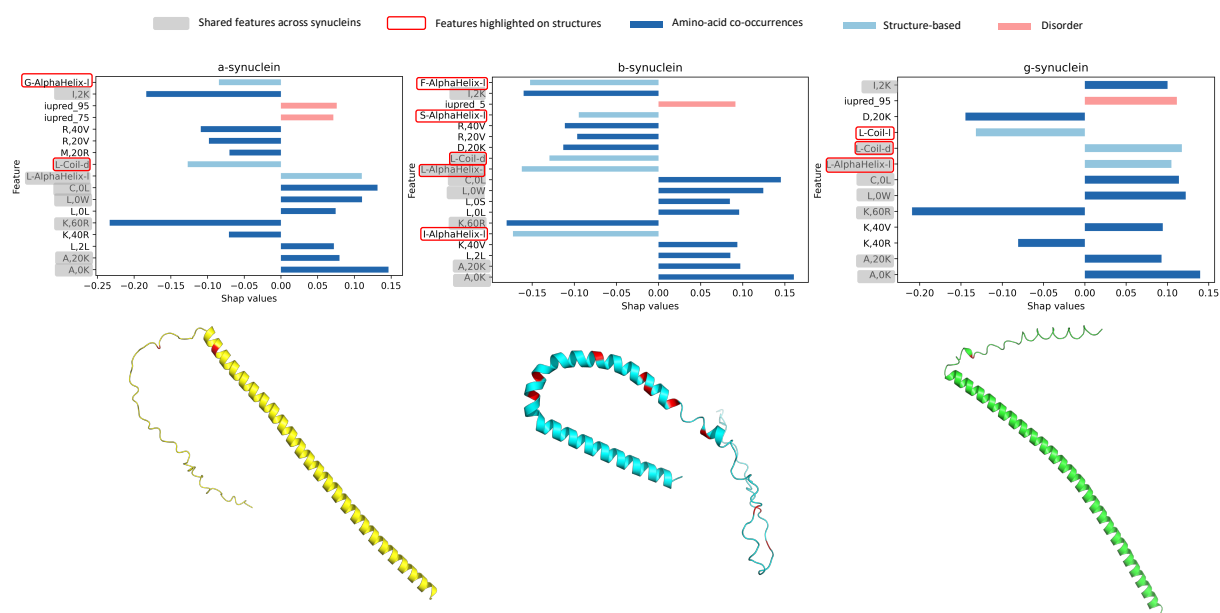 Shared features across synucleins
Features highlighted on structures
Amino-acid co-occurrences
Structure-based
Disorder
a-synuclein
Feature
G-AlphaHelix-l
I,2K
iupred_95
iupred_75
R,40V
R,20V
M,20R
L-Coil-d
L-AlphaHelix-l
C,0L
L,0W
L,0L
K,60R
K,40R
L,2L
A,20K
A,0K
−0.25 −0.20 −0.15 −0.10 −0.05 0.00 0.05 0.10 0.15
Shap values
b-synuclein
Feature
F-AlphaHelix-l
I,2K
iupred_5
S-AlphaHelix-l
R,40V
R,20V
D,20K
L-Coil-d
L-AlphaHelix-l
C,0L
L,0W
L,0S
L,0L
K,60R
I-AlphaHelix-l
K,40V
L,2L
A,20K
A,0K
−0.15 −0.10 −0.05 0.00 0.05 0.10 0.15
Shap values
g-synuclein
Feature
I,2K
iupred_95
D,20K
L-Coil-l
L-Coil-d
L-AlphaHelix-l
C,0L
L,0W
K,60R
K,40V
K,40R
A,20K
A,0K
−0.20 −0.15 −0.10 −0.05 0.00 0.05 0.10 0.15
Shap values